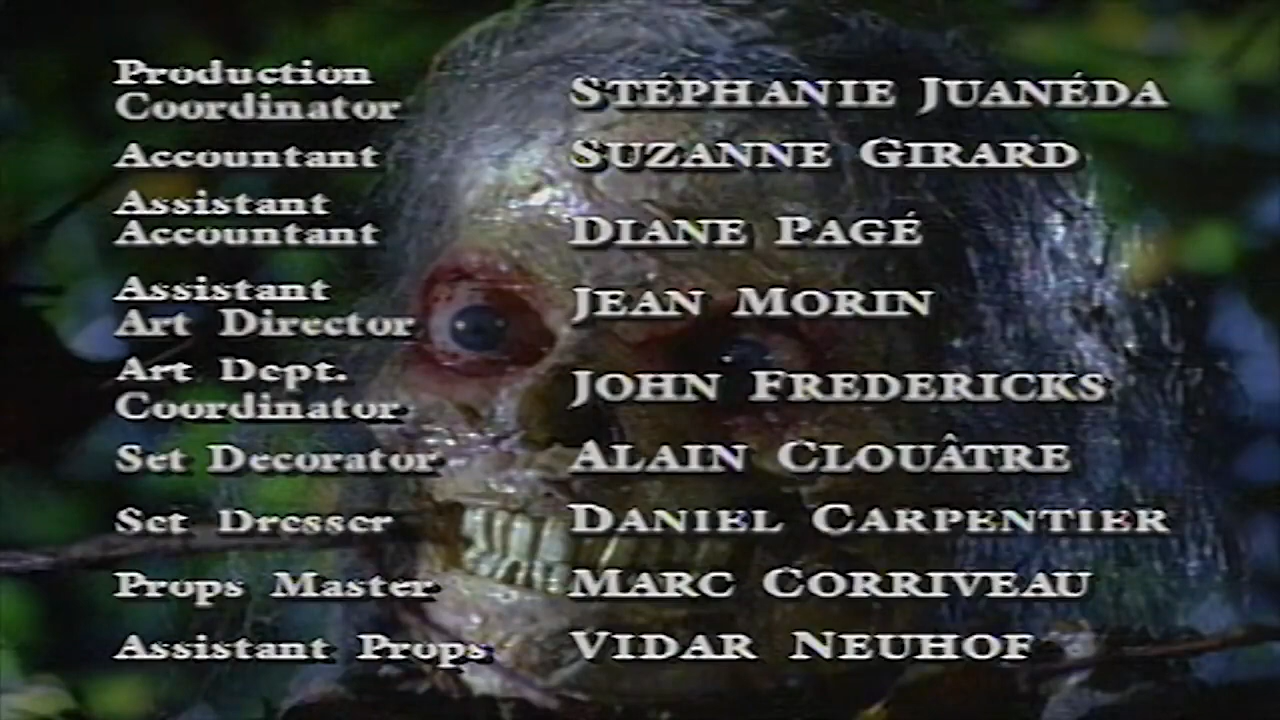 Production
Coordinator STÉPHANIE JUANÉDA
Accountant SUZANNE GIRARD
Assistant
Accountant DIANE PAGÉ
Assistant
Art Director JEAN MORIN
Art Dept.
Coordinator JOHN FREDERICKS
Set Decorator ALAIN CLOUÂTRE
Set Dresser DANIEL CARPENTIER
Props Master MARC CORRIVEAU
Assistant Props VIDAR NEUHOF